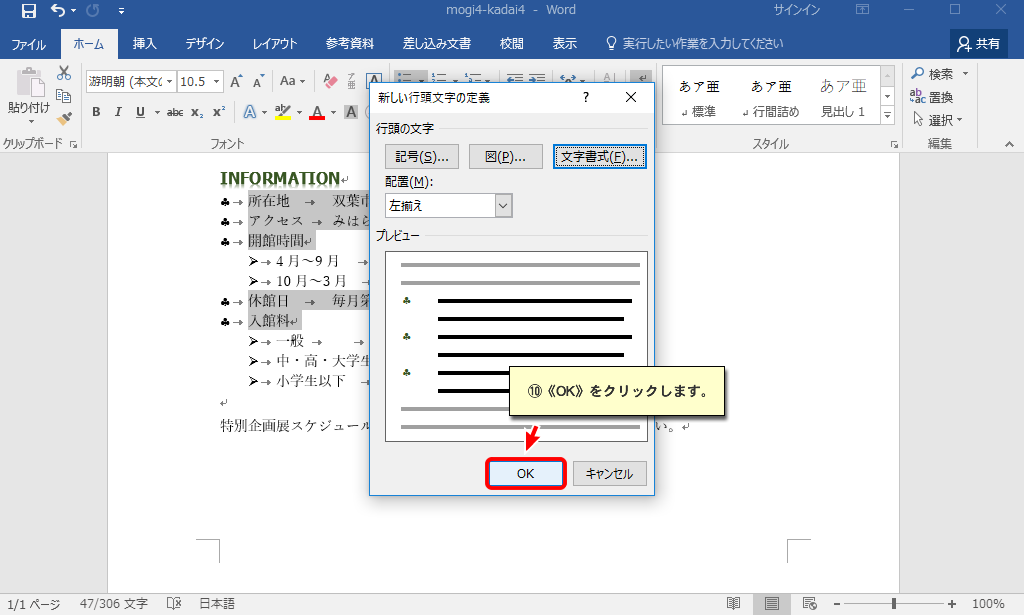 mogi4-kadai4 - Word
サインイン
ファイル ホーム 挿入 デザイン レイアウト 参考資料 差し込み文書 校閲 表示 実行したい作業を入力してください 共有
游明朝 (本文の 10.5 A A Aa
貼り付け
B I U abc x₂ x² A ab A A
あア亜 あア亜 あア亜
↲ 標準 ↲ 行間詰め 見出し 1
検索
置換
選択
クリップボード フォント スタイル 編集
新しい行頭文字の定義 ?
行頭の文字
記号(S)... 図(P)... 文字書式(F)...
配置(M):
左揃え
プレビュー
⑩《OK》をクリックします。
OK キャンセル
INFORMATION↲
♣→所在地 → 双葉市
♣→アクセス → みはら
♣→開館時間↲
➢→4 月～9 月 →
➢→10 月～3 月 →
♣→休館日 → 毎月第
♣→入館料↲
➢→一般 → →
➢→中・高・大学生
➢→小学生以下 →
↲
特別企画展スケジュール い。↲
1/1 ページ 47/306 文字 日本語 100%